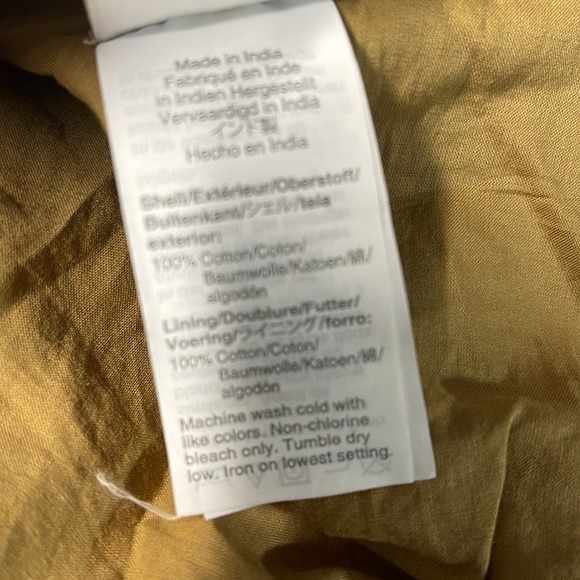 Made in India
Fabriqué en Inde
in Indien Hergestellt
Vervaardigd in India
インド製
Hecho en India
Shell/Extérieur/Oberstoff/
Buitenkant/シェル/tela
exterior:
100% Cotton/Coton/
Baumwolle/Katoen/綿/
algodón
Lining/Doublure/Futter/
Voering/ライニング/forro:
100% Cotton/Coton/
Baumwolle/Katoen/綿/
algodón
Machine wash cold with
like colors. Non-chlorine
bleach only. Tumble dry
low. Iron on lowest setting.